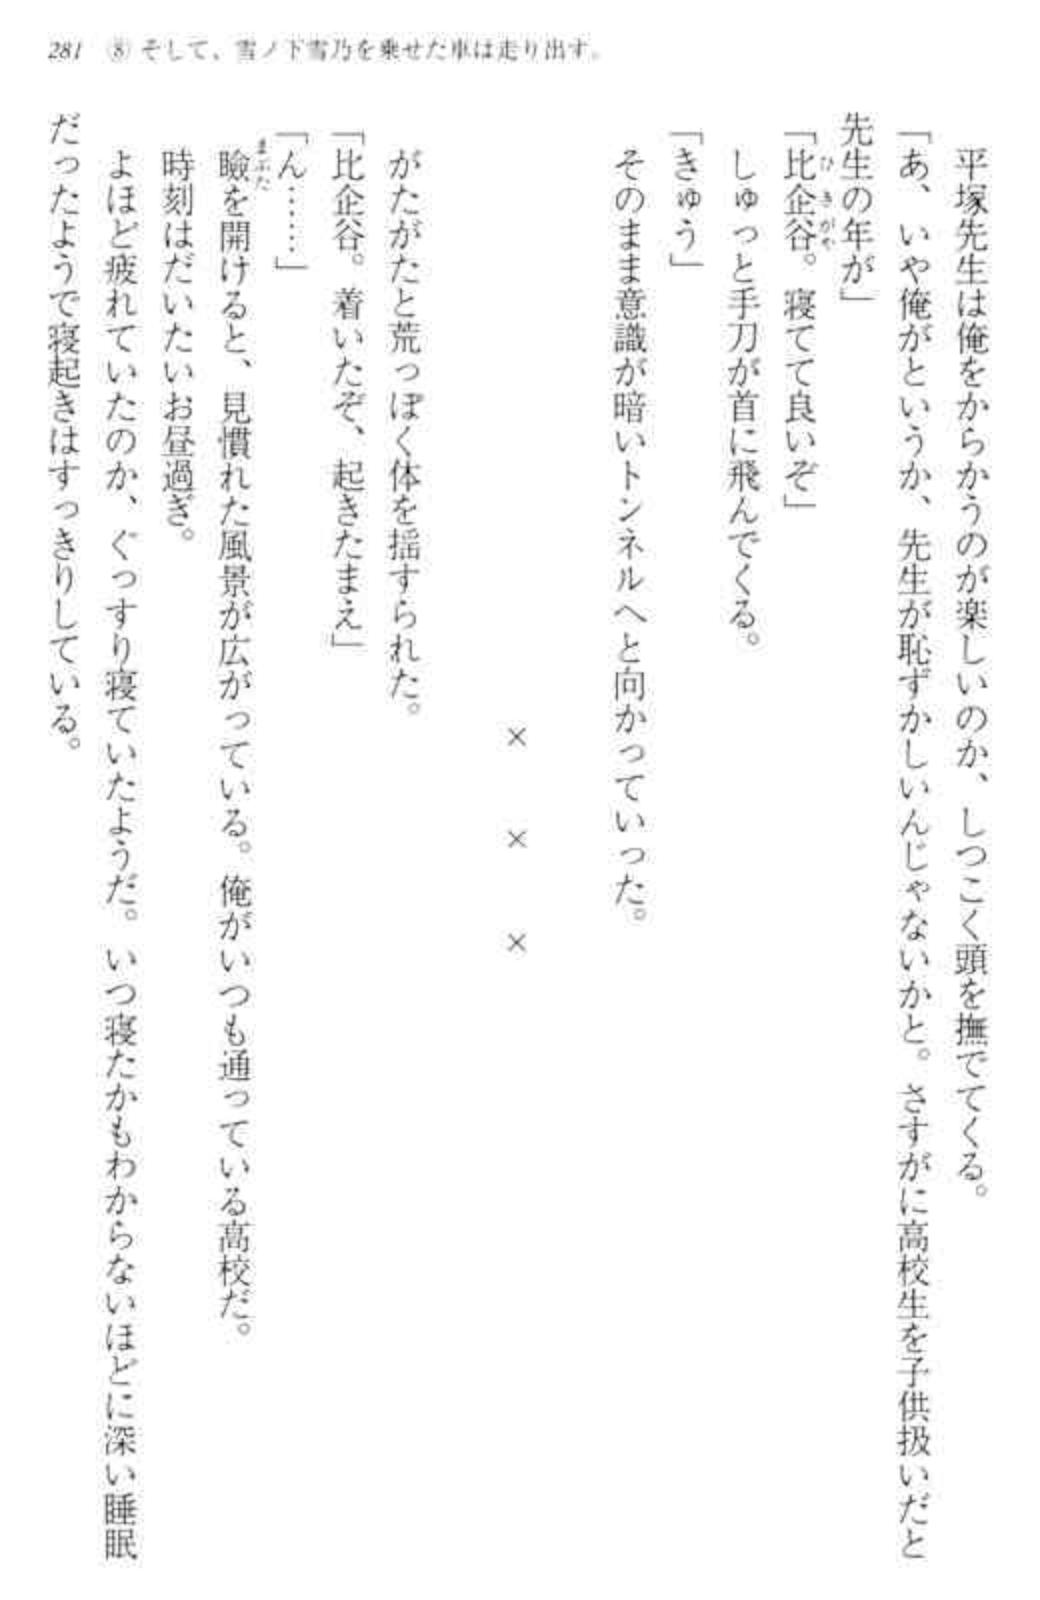 281　⑧ そして、雪ノ下雪乃を乗せた車は走り出す。
平塚先生は俺をからかうのが楽しいのか、しつこく頭を撫でてくる。
「あ、いや俺がというか、先生が恥ずかしいんじゃないかと。さすがに高校生を子供扱いだと
先生の年が」
「比企谷。寝てて良いぞ」
ひきがや
しゅっと手刀が首に飛んでくる。
「きゅう」
そのまま意識が暗いトンネルへと向かっていった。
×　×　×
がたがたと荒っぽく体を揺すられた。
「比企谷。着いたぞ、起きたまえ」
「ん……」
瞼を開けると、見慣れた風景が広がっている。俺がいつも通っている高校だ。
まぶた
時刻はだいたいお昼過ぎ。
よほど疲れていたのか、ぐっすり寝ていたようだ。いつ寝たかもわからないほどに深い睡眠
だったようで寝起きはすっきりしている。